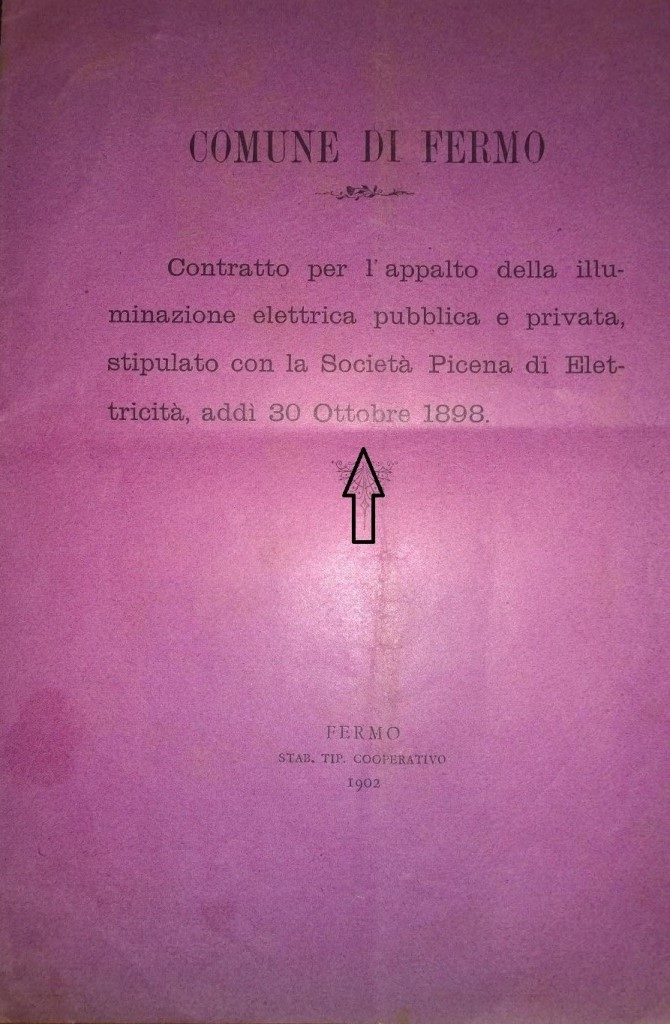 COMUNE DI FERMO
Contratto per l'appalto della illu-
minazione elettrica pubblica e privata,
stipulato con la Società Picena di Elet-
tricità, addì 30 Ottobre 1898.
FERMO
STAB. TIP. COOPERATIVO
1902